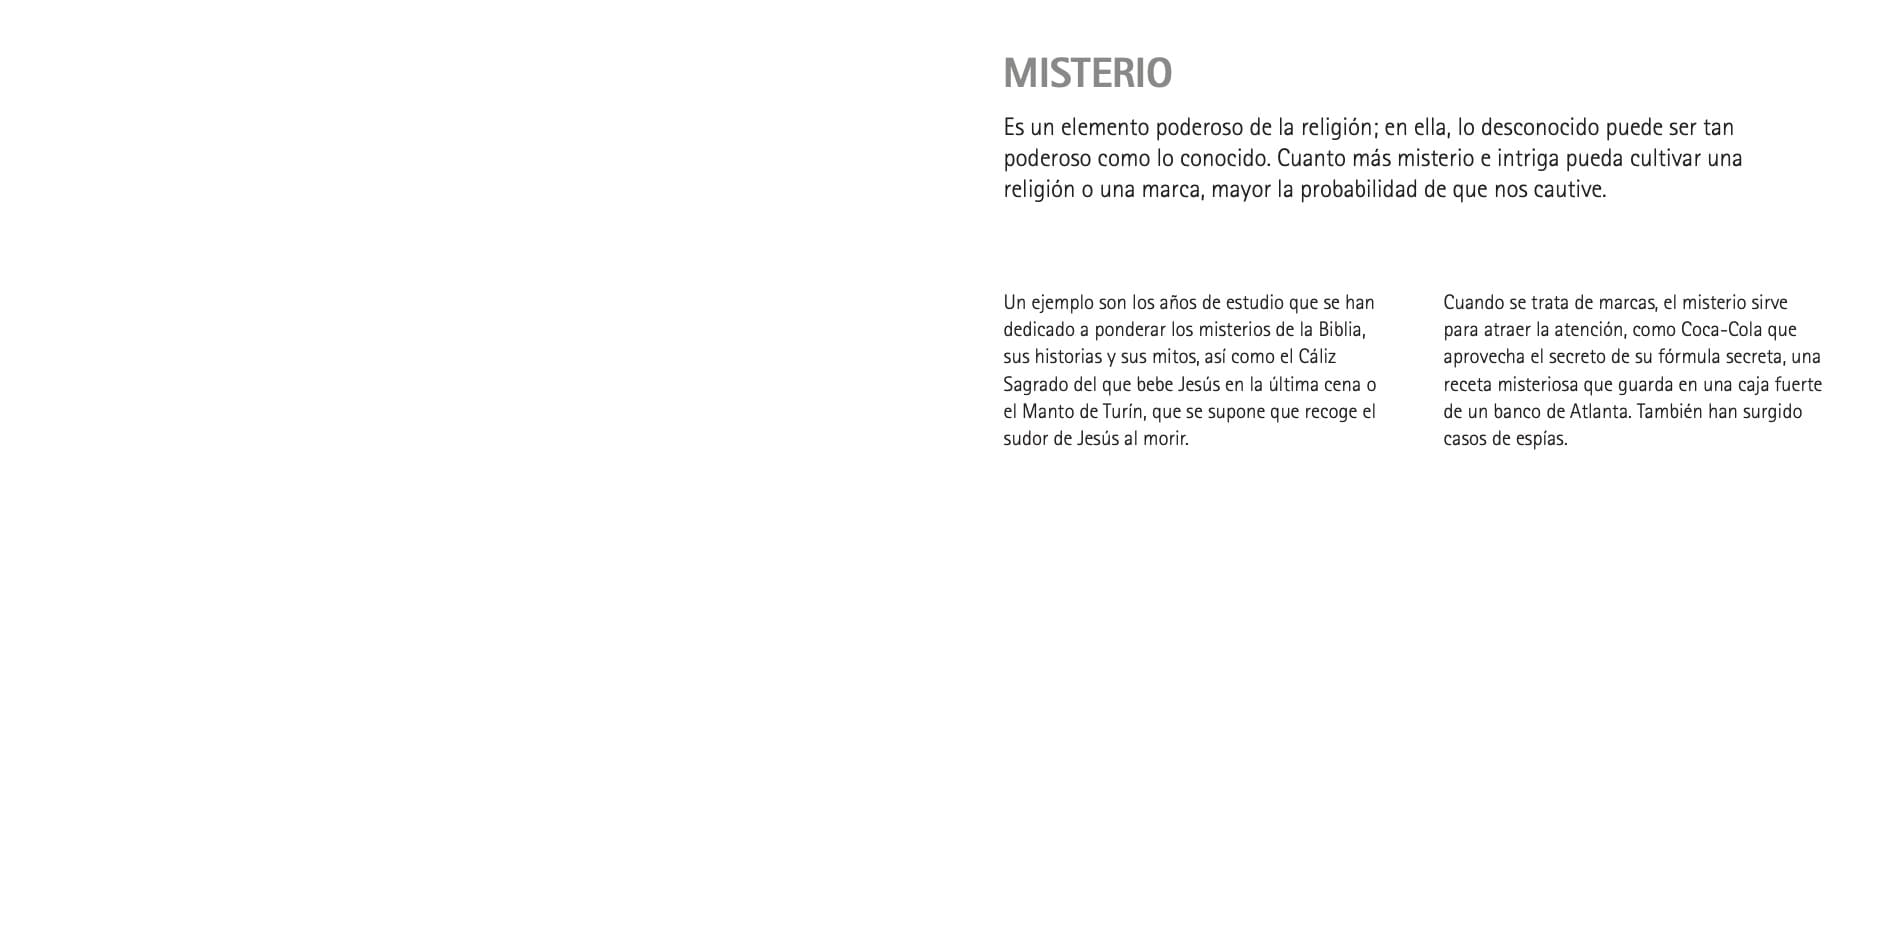 MISTERIO
Es un elemento poderoso de la religión; en ella, lo desconocido puede ser tan
poderoso como lo conocido. Cuanto más misterio e intriga pueda cultivar una
religión o una marca, mayor la probabilidad de que nos cautive.
Un ejemplo son los años de estudio que se han
dedicado a ponderar los misterios de la Biblia,
sus historias y sus mitos, así como el Cáliz
Sagrado del que bebe Jesús en la última cena o
el Manto de Turín, que se supone que recoge el
sudor de Jesús al morir.
Cuando se trata de marcas, el misterio sirve
para atraer la atención, como Coca-Cola que
aprovecha el secreto de su fórmula secreta, una
receta misteriosa que guarda en una caja fuerte
de un banco de Atlanta. También han surgido
casos de espías.